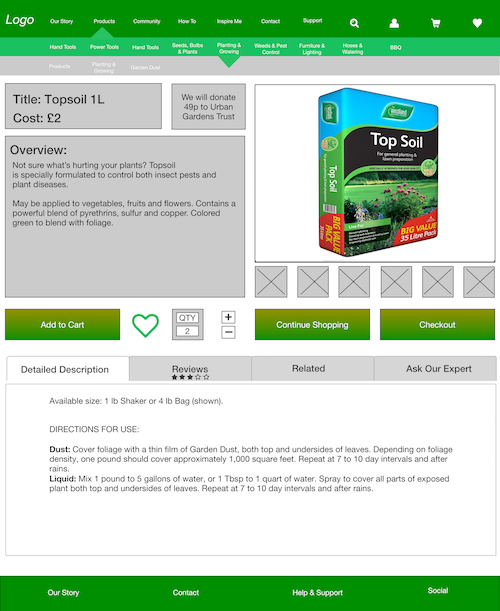 Logo
Our Story
Products
Community
How To
Inspire Me
Contact
Support
Hand Tools
Power Tools
Hand Tools
Seeds, Bulbs
& Plants
Planting &
Growing
Weeds & Pest
Control
Furniture &
Lighting
Hoses &
Watering
BBQ
Products
Planting &
Growing
Garden Dust
Title: Topsoil 1L
Cost: £2
We will donate
49p to Urban
Gardens Trust
Top Soil
For general planting &
lawn preparation
Top Soil
BIG VALUE
35 Litre Pack
BIG
VALUE
PACK
Overview:
Not sure what's hurting your plants? Topsoil
is specially formulated to control both insect pests and
plant diseases.
May be applied to vegetables, fruits and flowers. Contains a
powerful blend of pyrethrins, sulfur and copper. Colored
green to blend with foliage.
Add to Cart
QTY
2
+
−
Continue Shopping
Checkout
Detailed Description
Reviews
Related
Ask Our Expert
Available size: 1 lb Shaker or 4 lb Bag (shown).
DIRECTIONS FOR USE:
Dust: Cover foliage with a thin film of Garden Dust, both top and undersides of leaves. Depending on foliage
density, one pound should cover approximately 1,000 square feet. Repeat at 7 to 10 day intervals and after
rains.
Liquid: Mix 1 pound to 5 gallons of water, or 1 Tbsp to 1 quart of water. Spray to cover all parts of exposed
plant both top and undersides of leaves. Repeat at 7 to 10 day intervals and after rains.
Our Story
Contact
Help & Support
Social